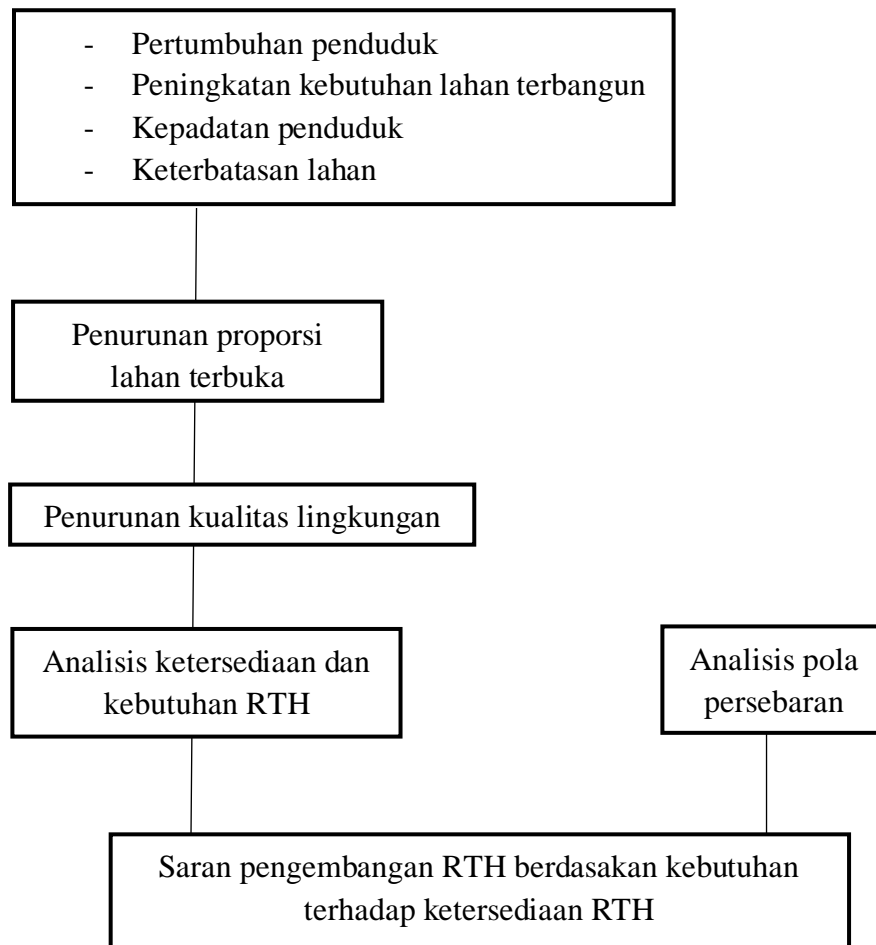 - Pertumbuhan penduduk
- Peningkatan kebutuhan lahan terbangun
- Kepadatan penduduk
- Keterbatasan lahan
Penurunan proporsi
lahan terbuka
Penurunan kualitas lingkungan
Analisis ketersediaan dan
kebutuhan RTH
Analisis pola
persebaran
Saran pengembangan RTH berdasakan kebutuhan
terhadap ketersediaan RTH